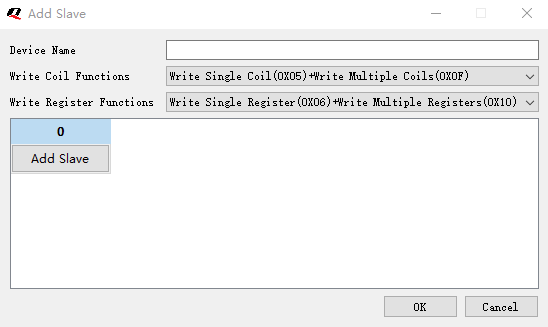 Add Slave
Device Name
Write Coil Functions Write Single Coil(0X05)+Write Multiple Coils(0X0F)
Write Register Functions Write Single Register(0X06)+Write Multiple Registers(0X10)
0
Add Slave
OK Cancel